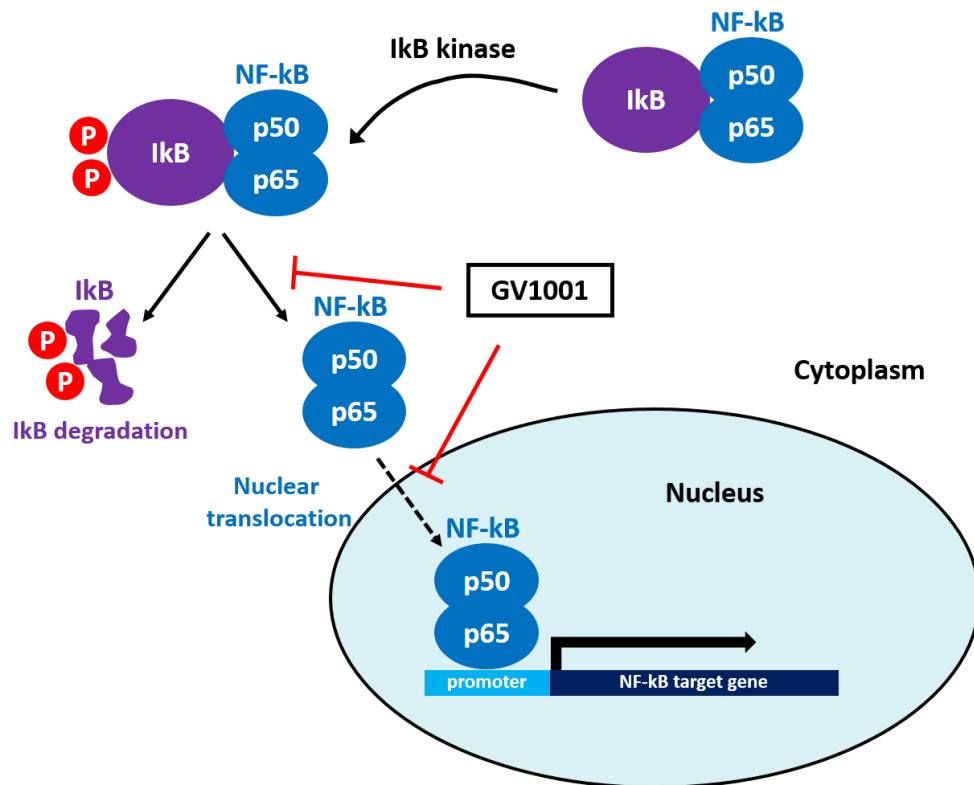 NF-kB
IkB kinase
p50
IkB
p65
NF-kB
p50
P
IkB
P
p65
IkB
GV1001
NF-kB
P
p50
P
Cytoplasm
p65
IkB degradation
Nuclear
translocation
Nucleus
NF-kB
p50
p65
promoter
NF-kB target gene